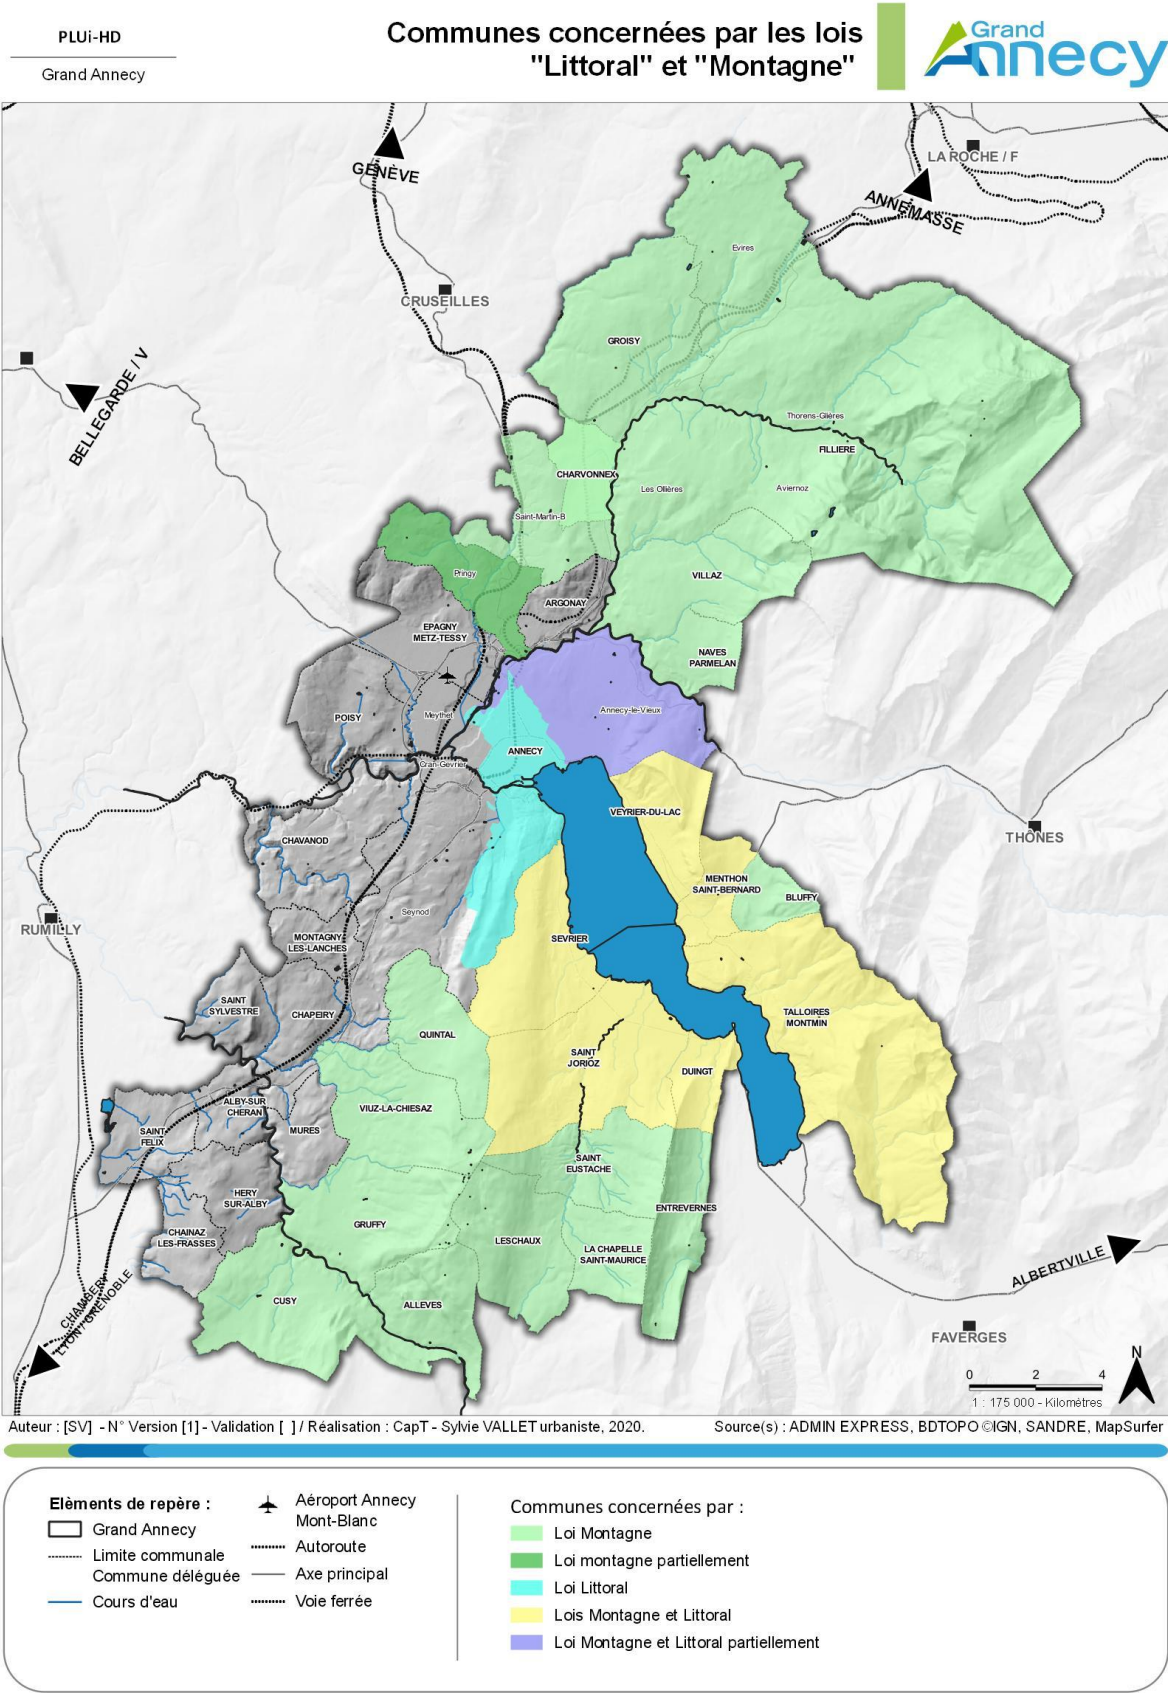 PLUi-HD
Grand Annecy
Communes concernées par les lois
"Littoral" et "Montagne"
Grand
Annecy
GENÈVE
LA ROCHE / F
ANNEMASSE
Evires
CRUSEILLES
GROISY
BELLEGARDE / V
Thorens-Glières
FILLIERE
CHARVONNEX
Les Ollières
Aviernoz
Saint-Martin-B
Pringy
VILLAZ
ARGONAY
EPAGNY
METZ-TESSY
NAVES
PARMELAN
POISY
Meythet
Annecy-le-Vieux
ANNECY
Cran-Gevrier
VEYRIER-DU-LAC
THÔNES
CHAVANOD
MENTHON
SAINT-BERNARD
BLUFFY
Seynod
RUMILLY
SEVRIER
MONTAGNY
LES-LANCHES
SAINT
SYLVESTRE
CHAPEIRY
TALLOIRES
MONTMIN
QUINTAL
SAINT
JORIOZ
DUINGT
ALBY-SUR
CHERAN
VIUZ-LA-CHIESAZ
SAINT
FELIX
MURES
SAINT
EUSTACHE
HERY
SUR-ALBY
ENTREVERNES
GRUFFY
CHAINAZ
LES-FRASSES
LESCHAUX
LA CHAPELLE
SAINT-MAURICE
ALBERTVILLE
CUSY
ALLEVES
CHAMBERY
LYON / GRENOBLE
FAVERGES
N
0 2 4
1 : 175 000 - Kilomètres
Auteur : [SV] - N° Version [1] - Validation [ ] / Réalisation : CapT - Sylvie VALLET urbaniste, 2020.
Source(s) : ADMIN EXPRESS, BDTOPO ©IGN, SANDRE, MapSurfer
Elèments de repère :
Grand Annecy
Limite communale
Commune déléguée
Cours d'eau
Aéroport Annecy
Mont-Blanc
Autoroute
Axe principal
Voie ferrée
Communes concernées par :
Loi Montagne
Loi montagne partiellement
Loi Littoral
Lois Montagne et Littoral
Loi Montagne et Littoral partiellement